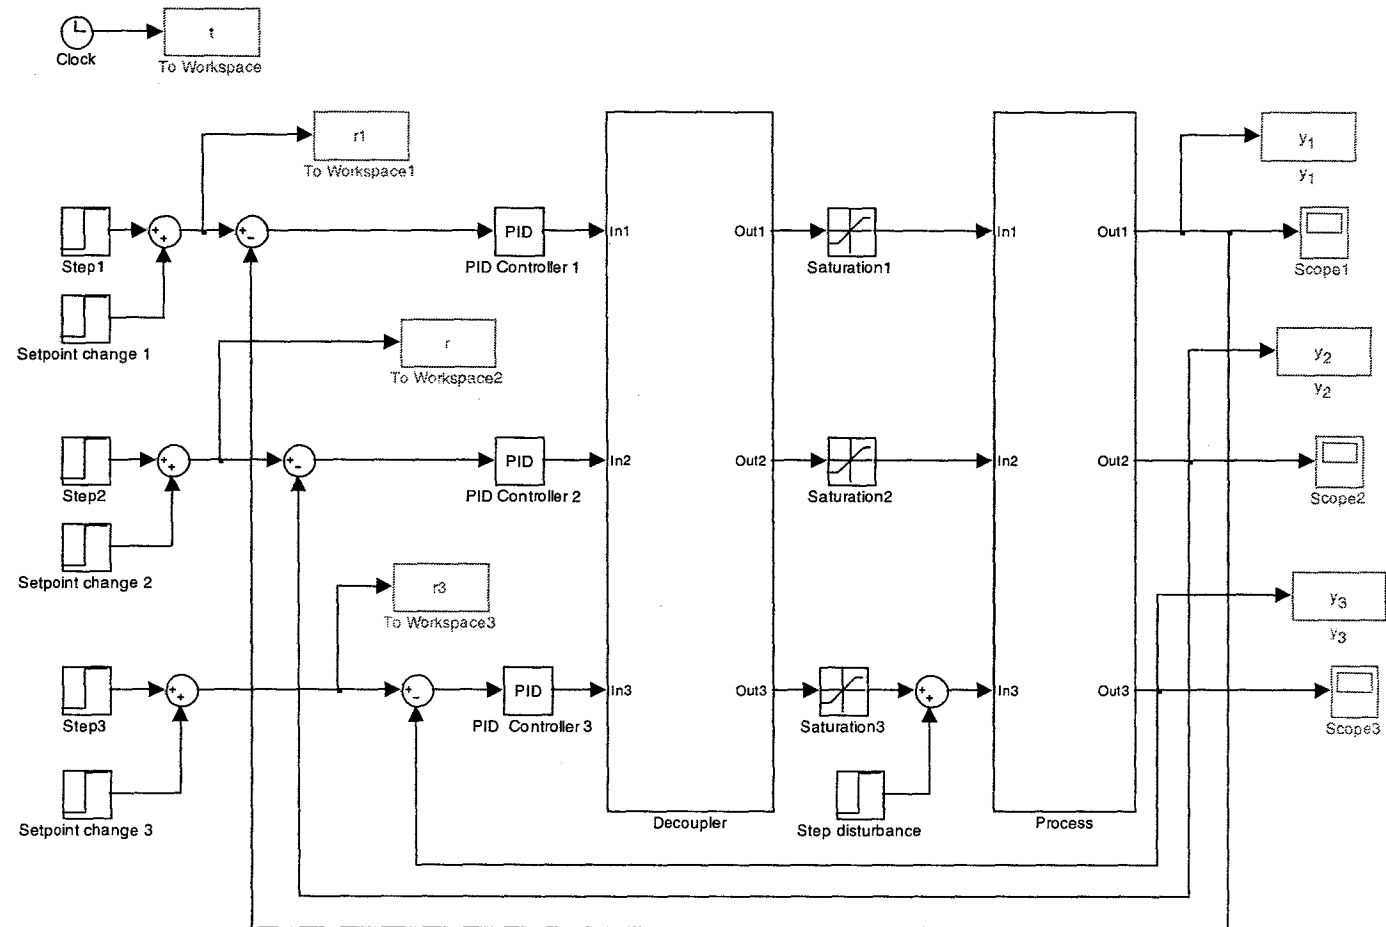 t
Clock
To Workspace
r1
To Workspace1
y1
y1
Step1
PID
PID Controller 1
In1
Out1
Saturation1
In1
Out1
Scope1
Setpoint change 1
r
To Workspace2
y2
y2
Step2
PID
PID Controller 2
In2
Out2
Saturation2
In2
Out2
Scope2
Setpoint change 2
r3
To Workspace3
y3
y3
Step3
PID
PID Controller 3
In3
Out3
Saturation3
In3
Out3
Scope3
Setpoint change 3
Decoupler
Step disturbance
Process